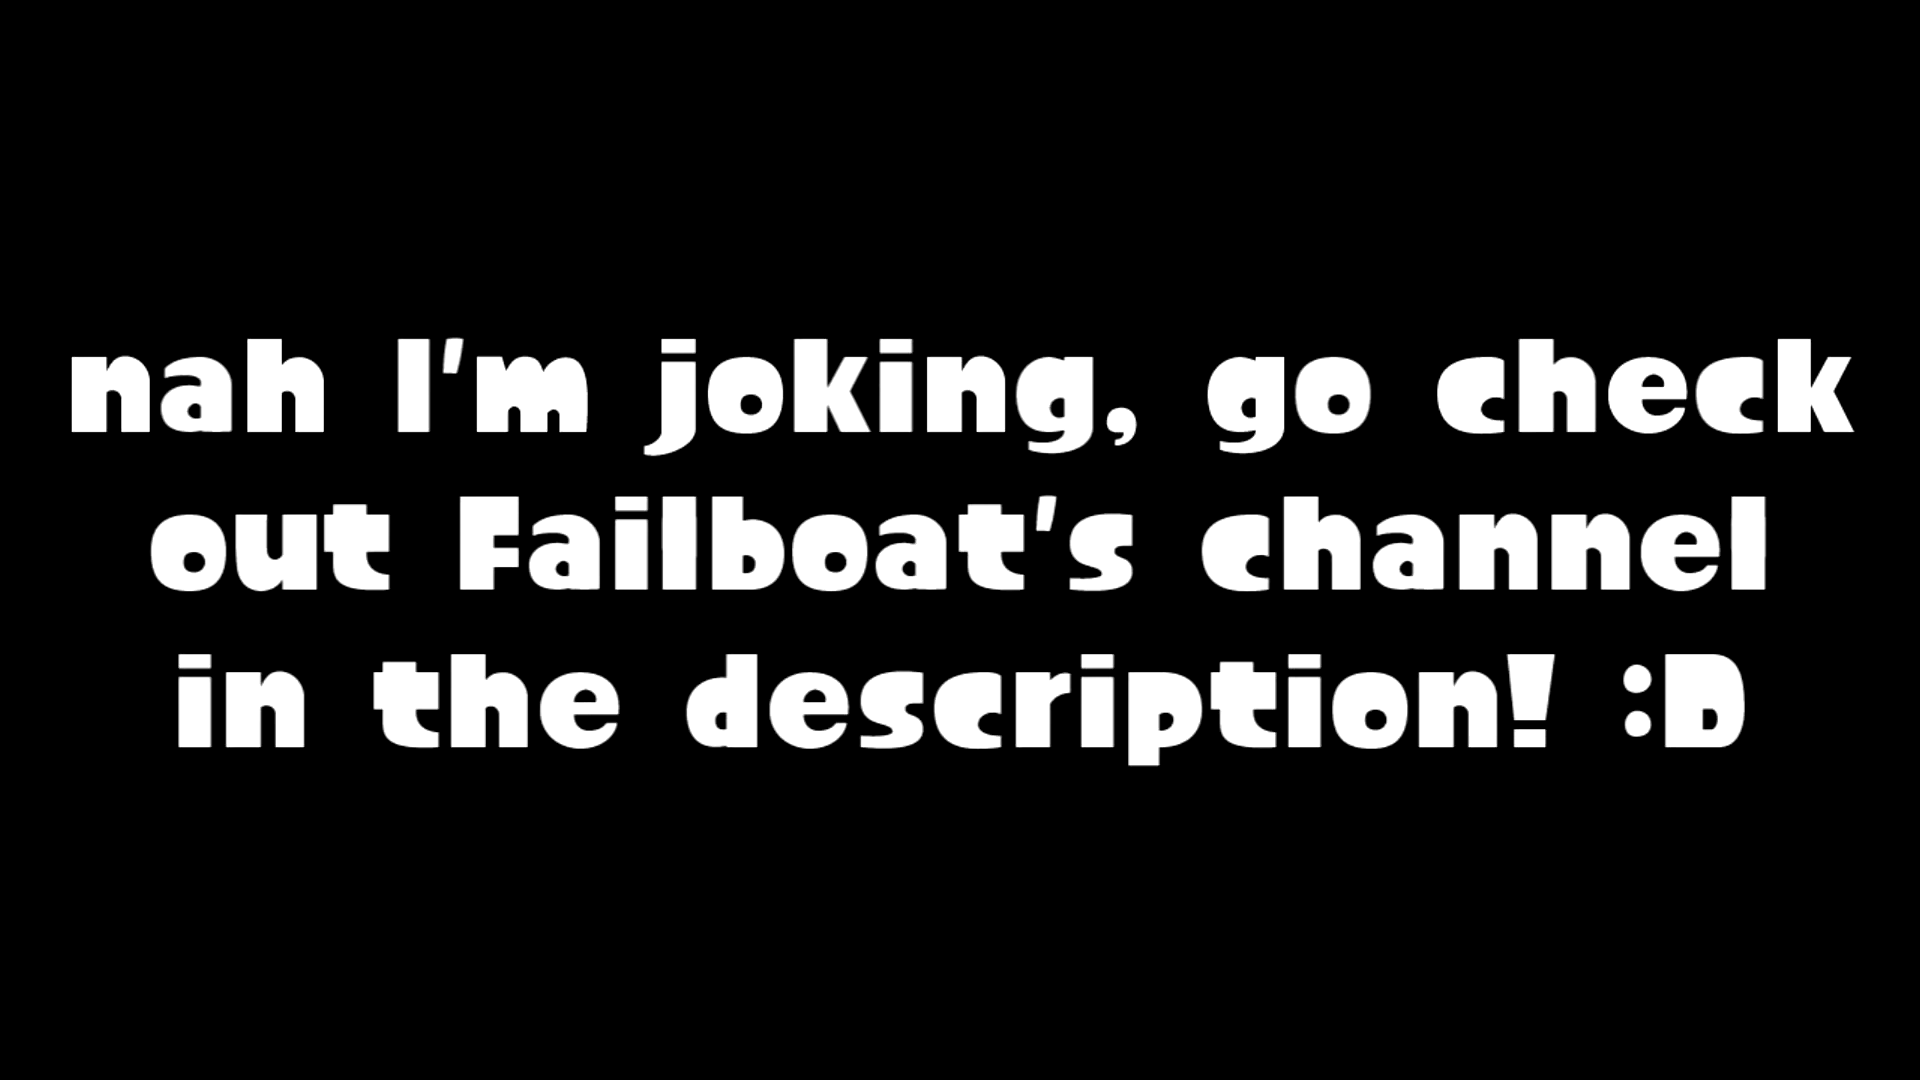 nah I'm joking, go check
out Failboat's channel
in the description! :D